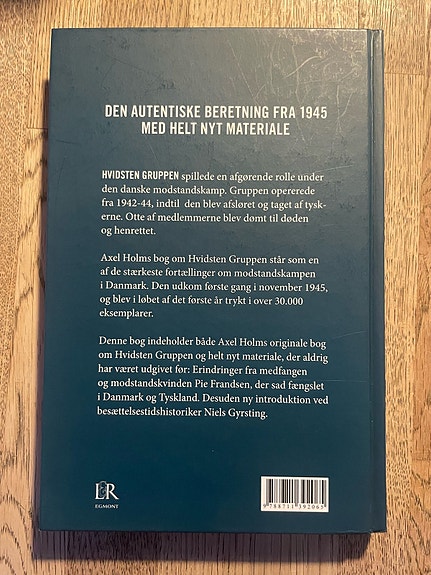 DEN AUTENTISKE BERETNING FRA 1945
MED HELT NYT MATERIALE
HVIDSTEN GRUPPEN spillede en afgørende rolle under
den danske modstandskamp. Gruppen opererede
fra 1942-44, indtil den blev afsløret og taget af tysk-
erne. Otte af medlemmerne blev dømt til døden
og henrettet.
Axel Holms bog om Hvidsten Gruppen står som en
af de stærkeste fortællinger om modstandskampen
i Danmark. Den udkom første gang i november 1945,
og blev i løbet af det første år trykt i over 30.000
eksemplarer.
Denne bog indeholder både Axel Holms originale bog
om Hvidsten Gruppen og helt nyt materiale, der aldrig
har været udgivet før: Erindringer fra medfangen
og modstandskvinden Pie Frandsen, der sad fængslet
i Danmark og Tyskland. Desuden ny introduktion ved
besættelsestidshistoriker Niels Gyrsting.
L&R
EGMONT
9 788711 392065